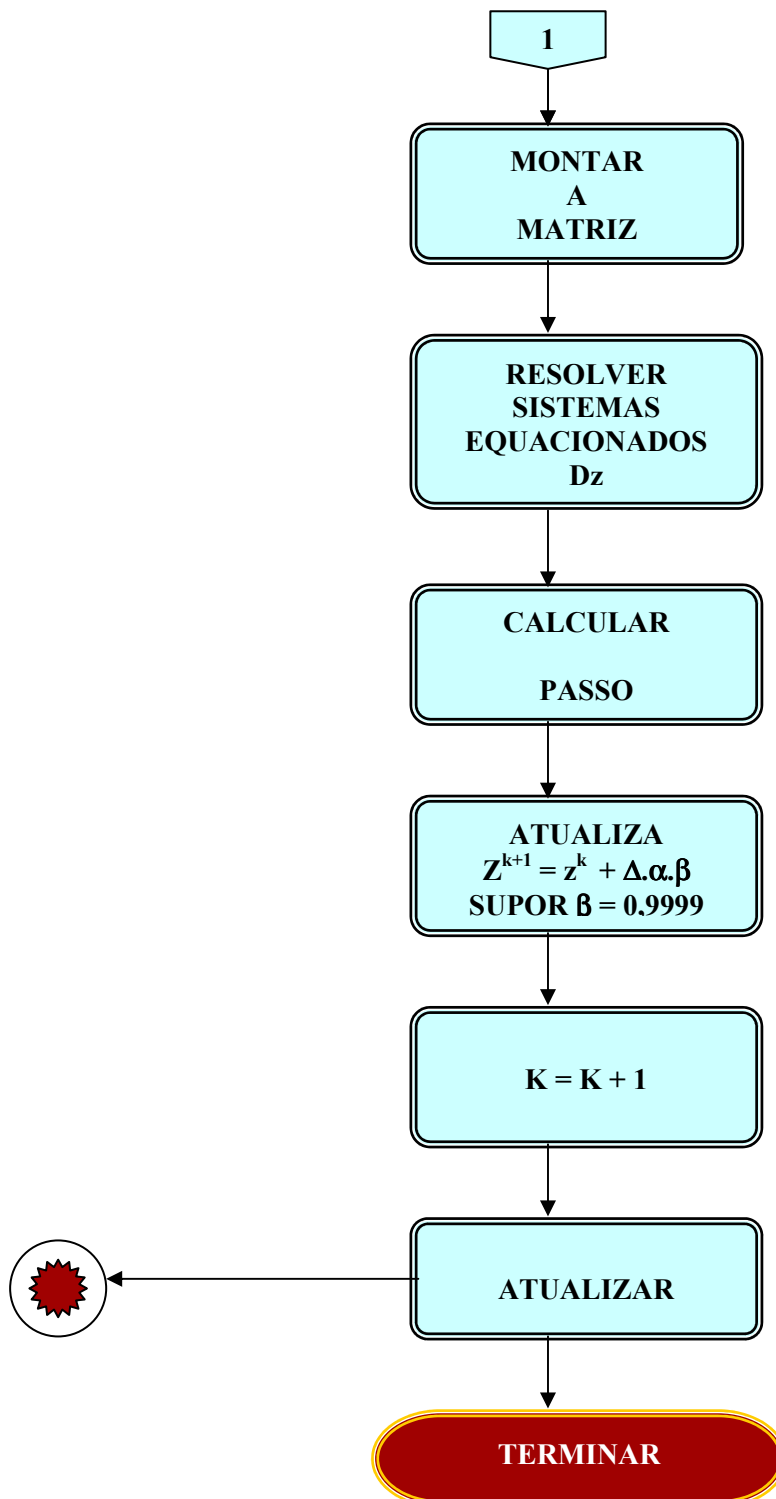 1
MONTAR
A
MATRIZ
RESOLVER
SISTEMAS
EQUACIONADOS
Dz
CALCULAR
PASSO
ATUALIZA
Z^{k+1} = z^k + Δ.α.β
SUPOR β = 0,9999
K = K + 1
ATUALIZAR
TERMINAR